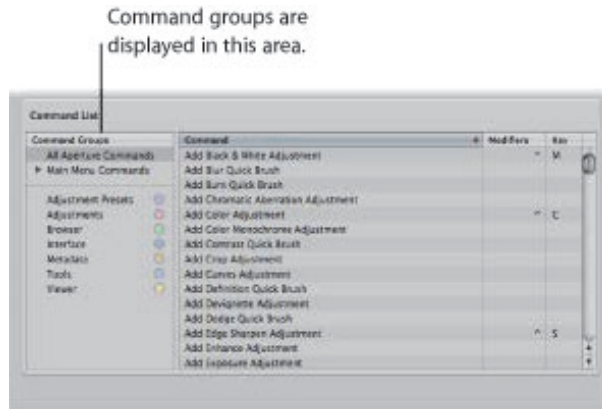 Command groups are
displayed in this area.
Command List
Command Groups
All Aperture Commands
Main Menu Commands
Adjustment Presets
Adjustments
Browser
Interface
Metadata
Tools
Viewer
Command Modifiers Key
Add Black & White Adjustment ^ M
Add Blur Quick Brush
Add Burn Quick Brush
Add Chromatic Aberration Adjustment
Add Color Adjustment ^ C
Add Color Monochrome Adjustment
Add Contrast Quick Brush
Add Crop Adjustment
Add Curves Adjustment
Add Definition Quick Brush
Add Devignette Adjustment
Add Dodge Quick Brush
Add Edge Sharpen Adjustment ^ S
Add Enhance Adjustment
Add Exposure Adjustment